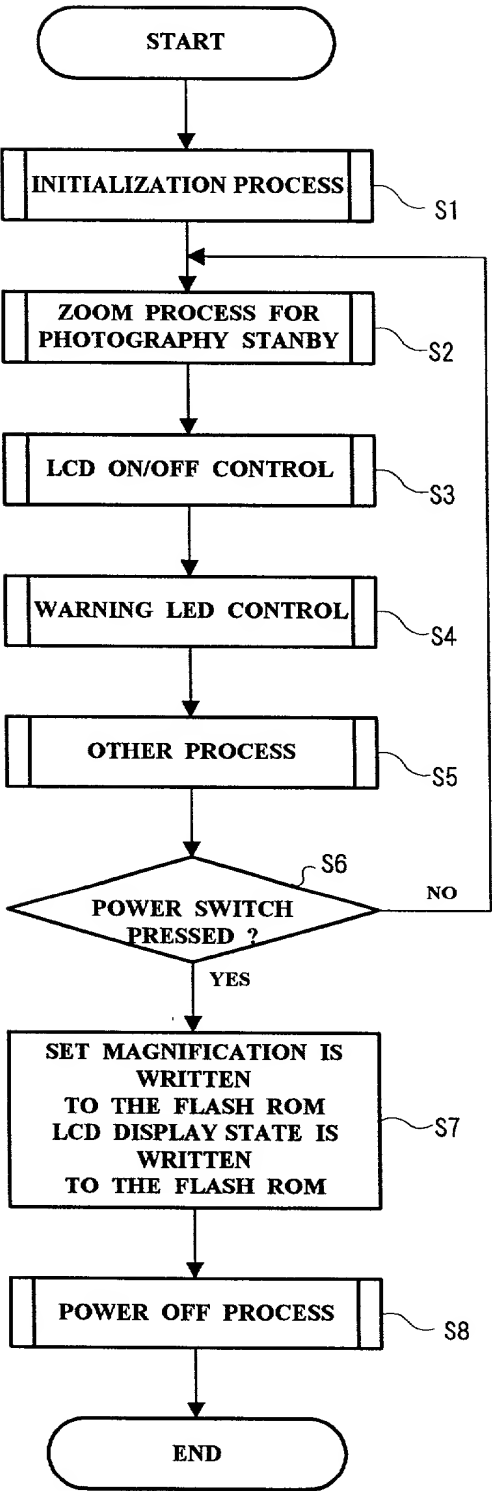 START
INITIALIZATION PROCESS
S1
ZOOM PROCESS FOR
PHOTOGRAPHY STANBY
S2
LCD ON/OFF CONTROL
S3
WARNING LED CONTROL
S4
OTHER PROCESS
S5
S6
POWER SWITCH
PRESSED ?
NO
YES
SET MAGNIFICATION IS
WRITTEN
TO THE FLASH ROM
LCD DISPLAY STATE IS
WRITTEN
TO THE FLASH ROM
S7
POWER OFF PROCESS
S8
END